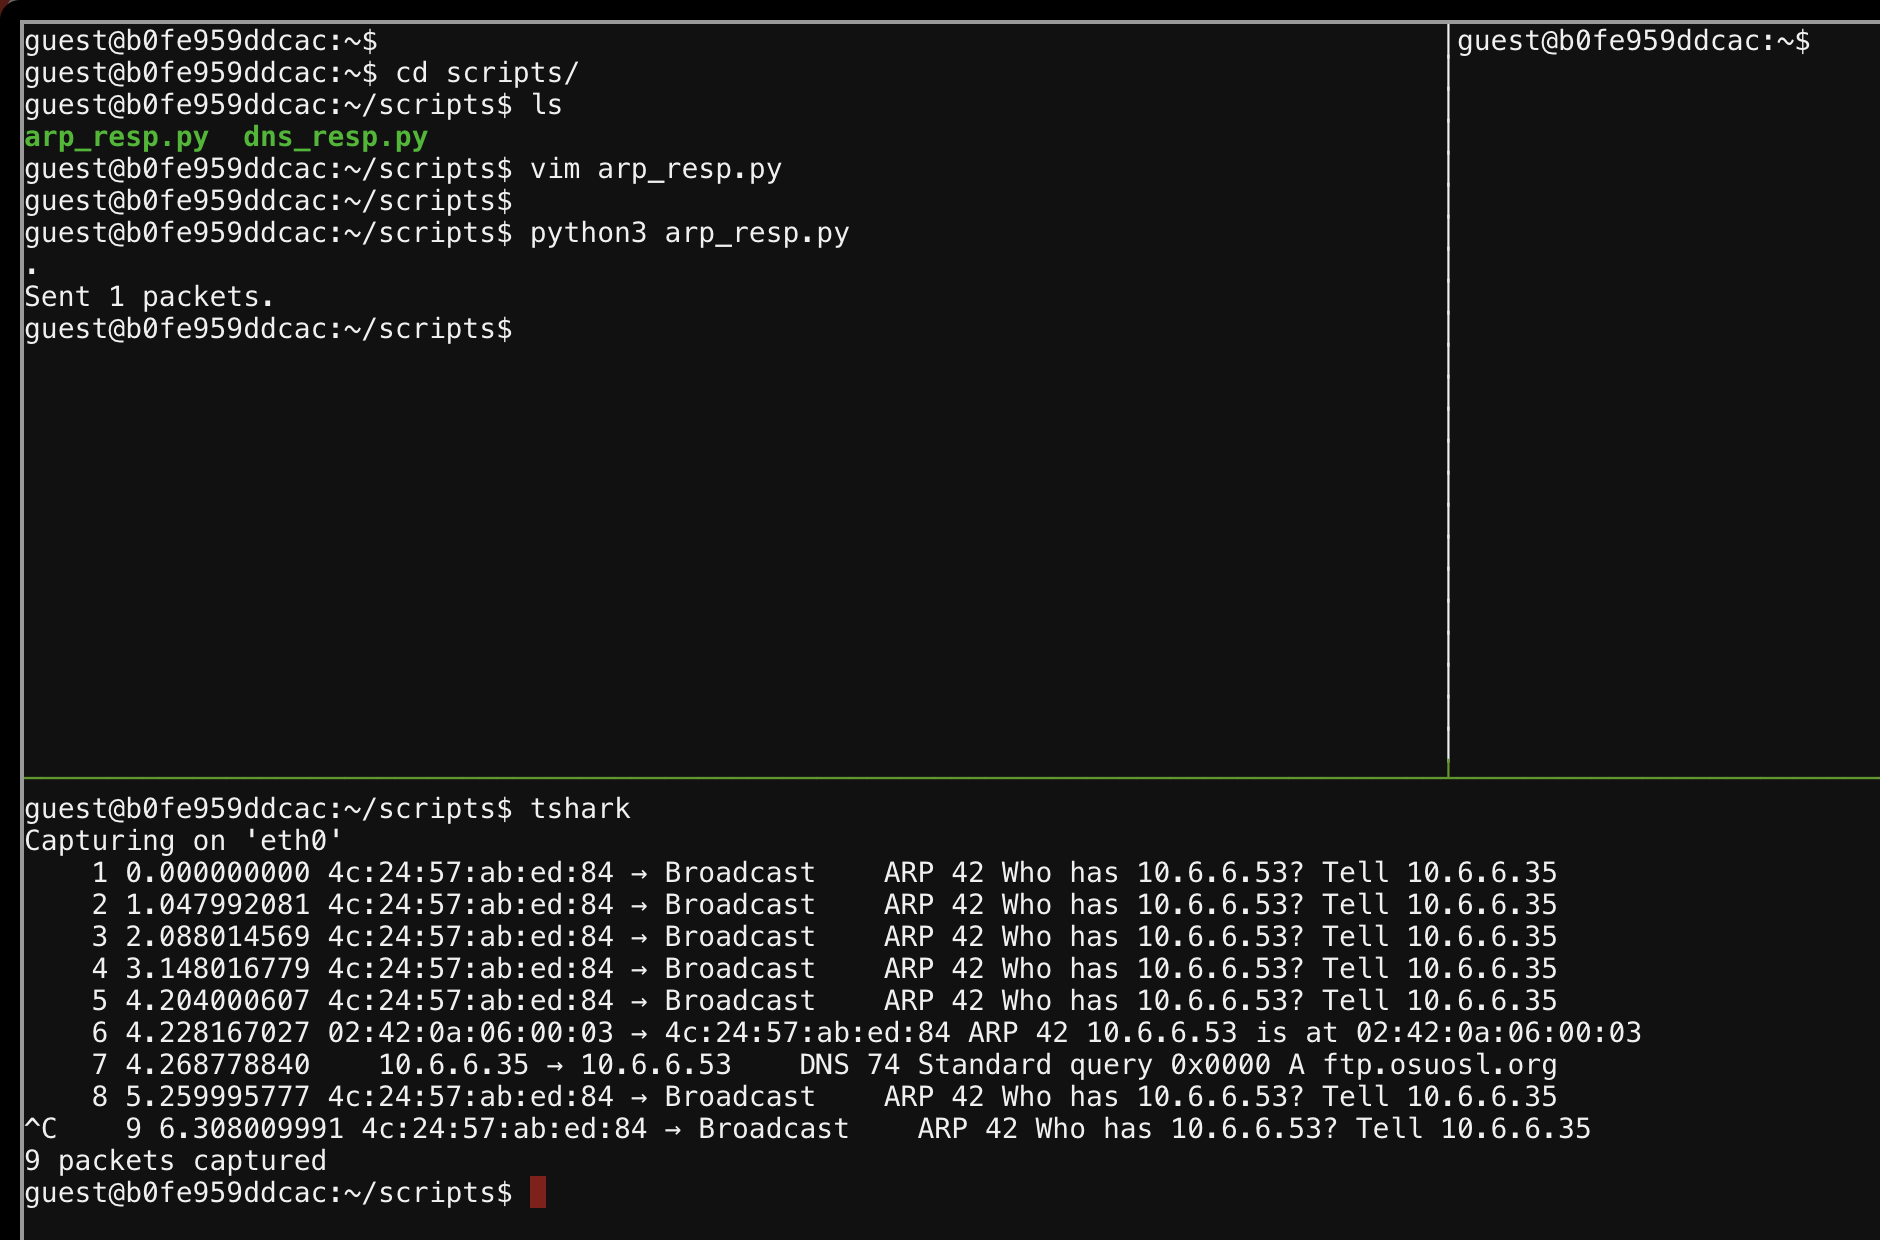 guest@b0fe959ddcac:~$
guest@b0fe959ddcac:~$ cd scripts/
guest@b0fe959ddcac:~/scripts$ ls
arp_resp.py  dns_resp.py
guest@b0fe959ddcac:~/scripts$ vim arp_resp.py
guest@b0fe959ddcac:~/scripts$
guest@b0fe959ddcac:~/scripts$ python3 arp_resp.py
.
Sent 1 packets.
guest@b0fe959ddcac:~/scripts$
guest@b0fe959ddcac:~$
guest@b0fe959ddcac:~/scripts$ tshark
Capturing on 'eth0'
    1 0.000000000 4c:24:57:ab:ed:84 → Broadcast    ARP 42 Who has 10.6.6.53? Tell 10.6.6.35
    2 1.047992081 4c:24:57:ab:ed:84 → Broadcast    ARP 42 Who has 10.6.6.53? Tell 10.6.6.35
    3 2.088014569 4c:24:57:ab:ed:84 → Broadcast    ARP 42 Who has 10.6.6.53? Tell 10.6.6.35
    4 3.148016779 4c:24:57:ab:ed:84 → Broadcast    ARP 42 Who has 10.6.6.53? Tell 10.6.6.35
    5 4.204000607 4c:24:57:ab:ed:84 → Broadcast    ARP 42 Who has 10.6.6.53? Tell 10.6.6.35
    6 4.228167027 02:42:0a:06:00:03 → 4c:24:57:ab:ed:84 ARP 42 10.6.6.53 is at 02:42:0a:06:00:03
    7 4.268778840    10.6.6.35 → 10.6.6.53    DNS 74 Standard query 0x0000 A ftp.osuosl.org
    8 5.259995777 4c:24:57:ab:ed:84 → Broadcast    ARP 42 Who has 10.6.6.53? Tell 10.6.6.35
^C    9 6.308009991 4c:24:57:ab:ed:84 → Broadcast    ARP 42 Who has 10.6.6.53? Tell 10.6.6.35
9 packets captured
guest@b0fe959ddcac:~/scripts$